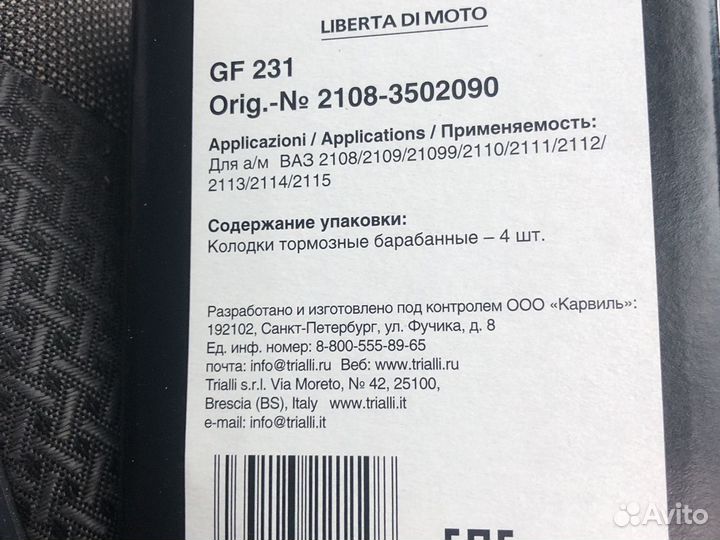 LIBERTA DI MOTO
GF 231
Orig.-№ 2108-3502090
Applicazioni / Applications / Применяемость:
Для а/м ВАЗ 2108/2109/21099/2110/2111/2112/
2113/2114/2115
Содержание упаковки:
Колодки тормозные барабанные – 4 шт.
Разработано и изготовлено под контролем ООО «Карвиль»:
192102, Санкт-Петербург, ул. Фучика, д. 8
Ед. инф. номер: 8-800-555-89-65
почта: info@trialli.ru Веб: www.trialli.ru
Trialli s.r.l. Via Moreto, № 42, 25100,
Brescia (BS), Italy www.trialli.it
e-mail: info@trialli.it
Avito